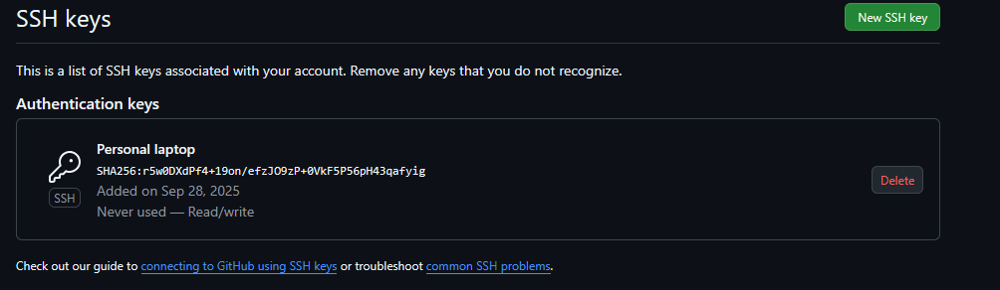 SSH keys
New SSH key
This is a list of SSH keys associated with your account. Remove any keys that you do not recognize.
Authentication keys
Personal laptop
SHA256:r5w0DXdPf4+19on/efzJO9zP+0VkF5P56pH43qafyig
SSH
Added on Sep 28, 2025
Never used — Read/write
Delete
Check out our guide to connecting to GitHub using SSH keys or troubleshoot common SSH problems.